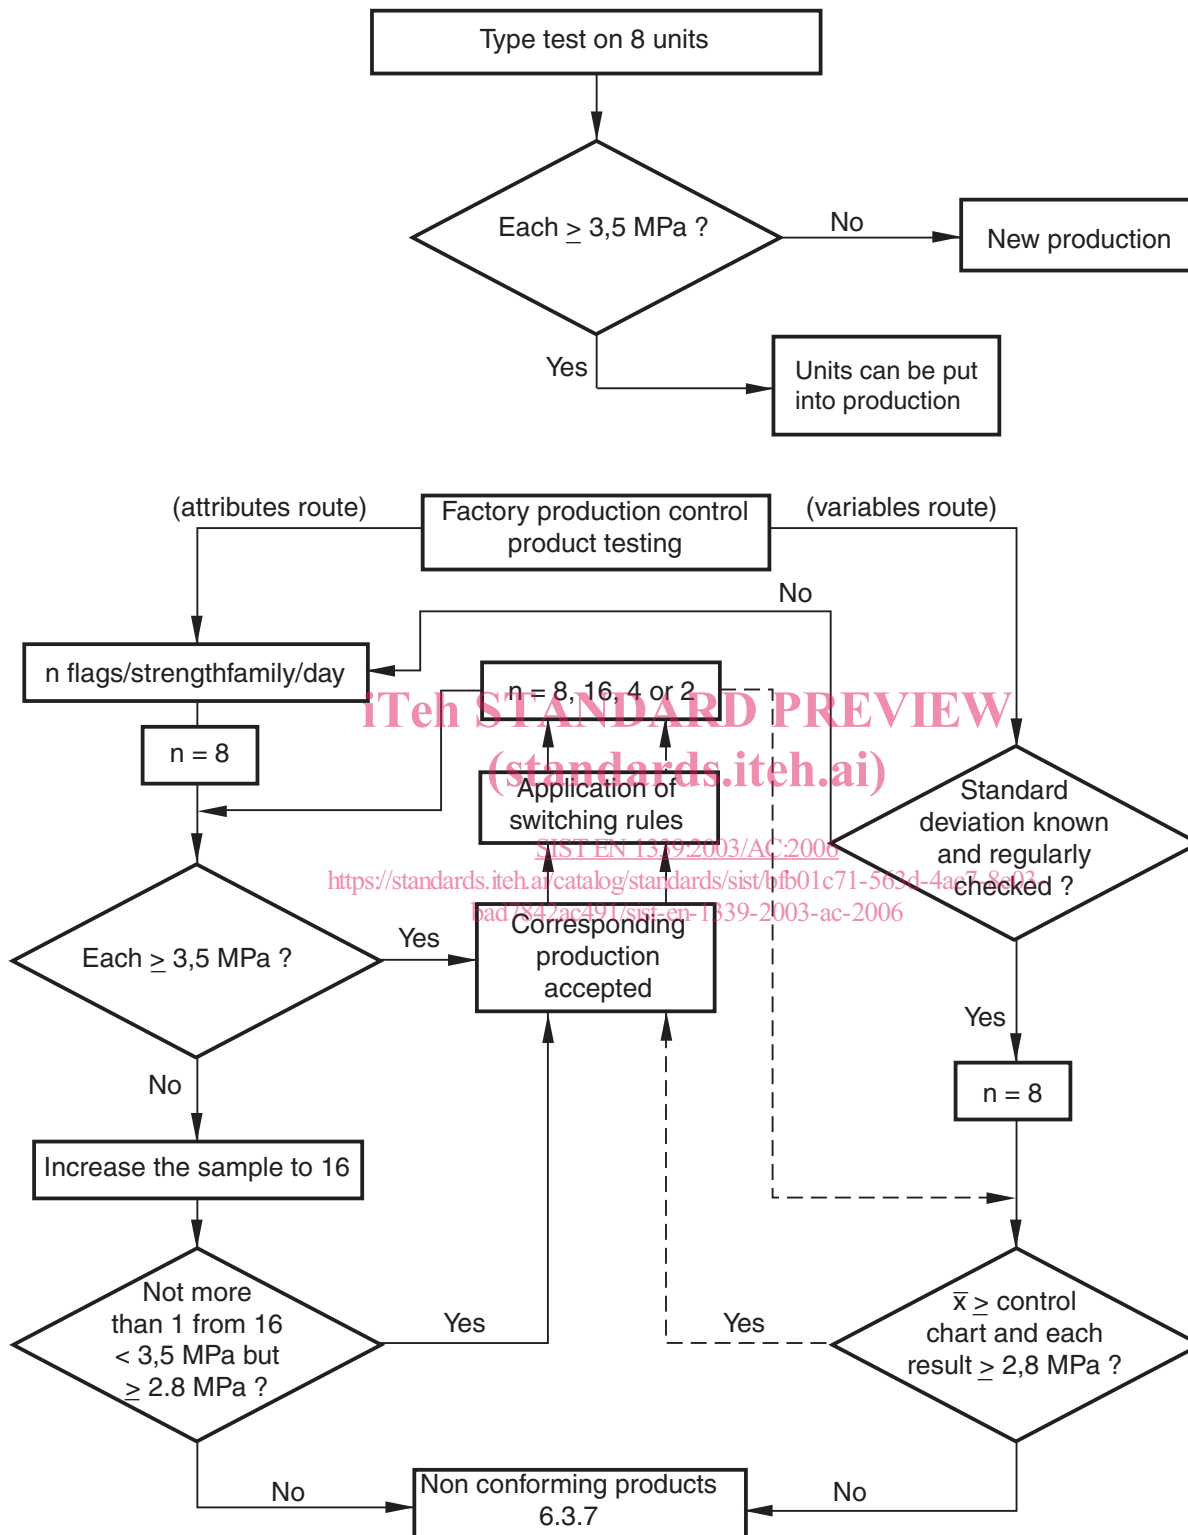 Type test on 8 units
Each ≥ 3,5 MPa ?
No
New production
Yes
Units can be put
into production
(attributes route)
Factory production control
product testing
(variables route)
No
n flags/strengthfamily/day
n = 8, 16, 4 or 2
iTeh STANDARD PREVIEW
n = 8
(standards.iteh.ai)
Application of
switching rules
Standard
deviation known
and regularly
checked ?
SIST EN 1339:2003/AC:2006
https://standards.iteh.ai/catalog/standards/sist/bfb01c71-563d-4ac7-8e03-
bad7842ac491/sist-en-1339-2003-ac-2006
Each ≥ 3,5 MPa ?
Yes
Corresponding
production
accepted
Yes
No
n = 8
Increase the sample to 16
Not more
than 1 from 16
< 3,5 MPa but
≥ 2.8 MPa ?
Yes
Yes
x̅ ≥ control
chart and each
result ≥ 2,8 MPa ?
No
Non conforming products
6.3.7
No